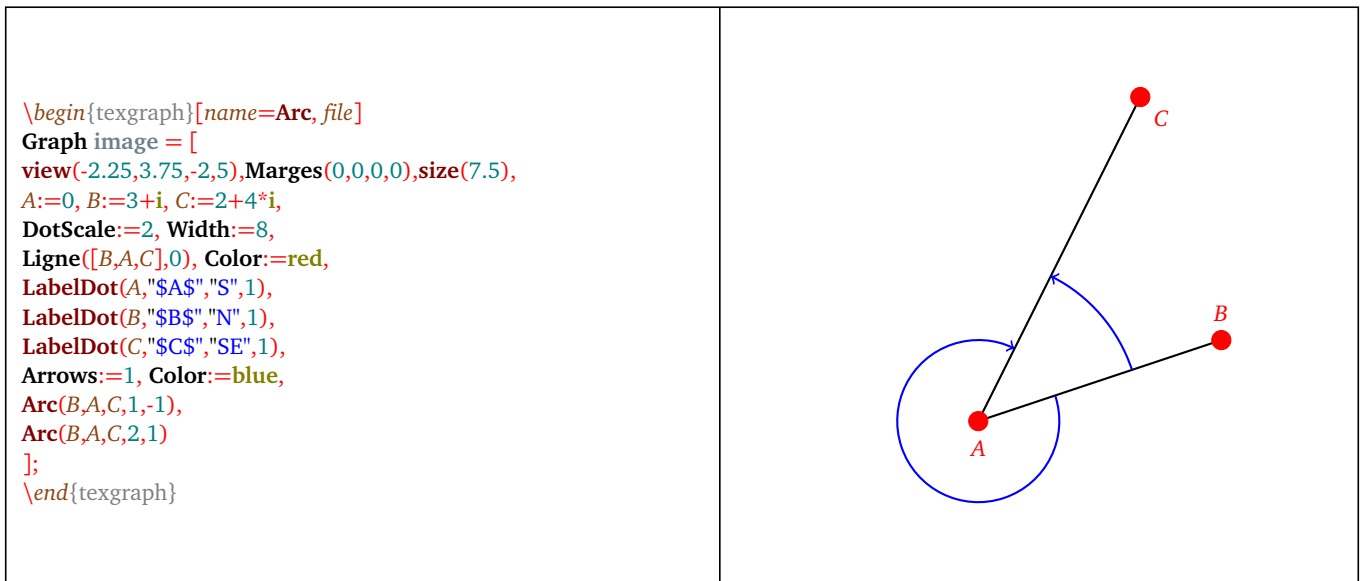 \begin{texgraph}[name=Arc, file]
Graph image = [
view(-2.25,3.75,-2,5),Marges(0,0,0,0),size(7.5),
A:=0, B:=3+i, C:=2+4*i,
DotScale:=2, Width:=8,
Ligne([B,A,C],0), Color:=red,
LabelDot(A,"$A$","S",1),
LabelDot(B,"$B$","N",1),
LabelDot(C,"$C$","SE",1),
Arrows:=1, Color:=blue,
Arc(B,A,C,1,-1),
Arc(B,A,C,2,1)
];
\end{texgraph}
C
B
A